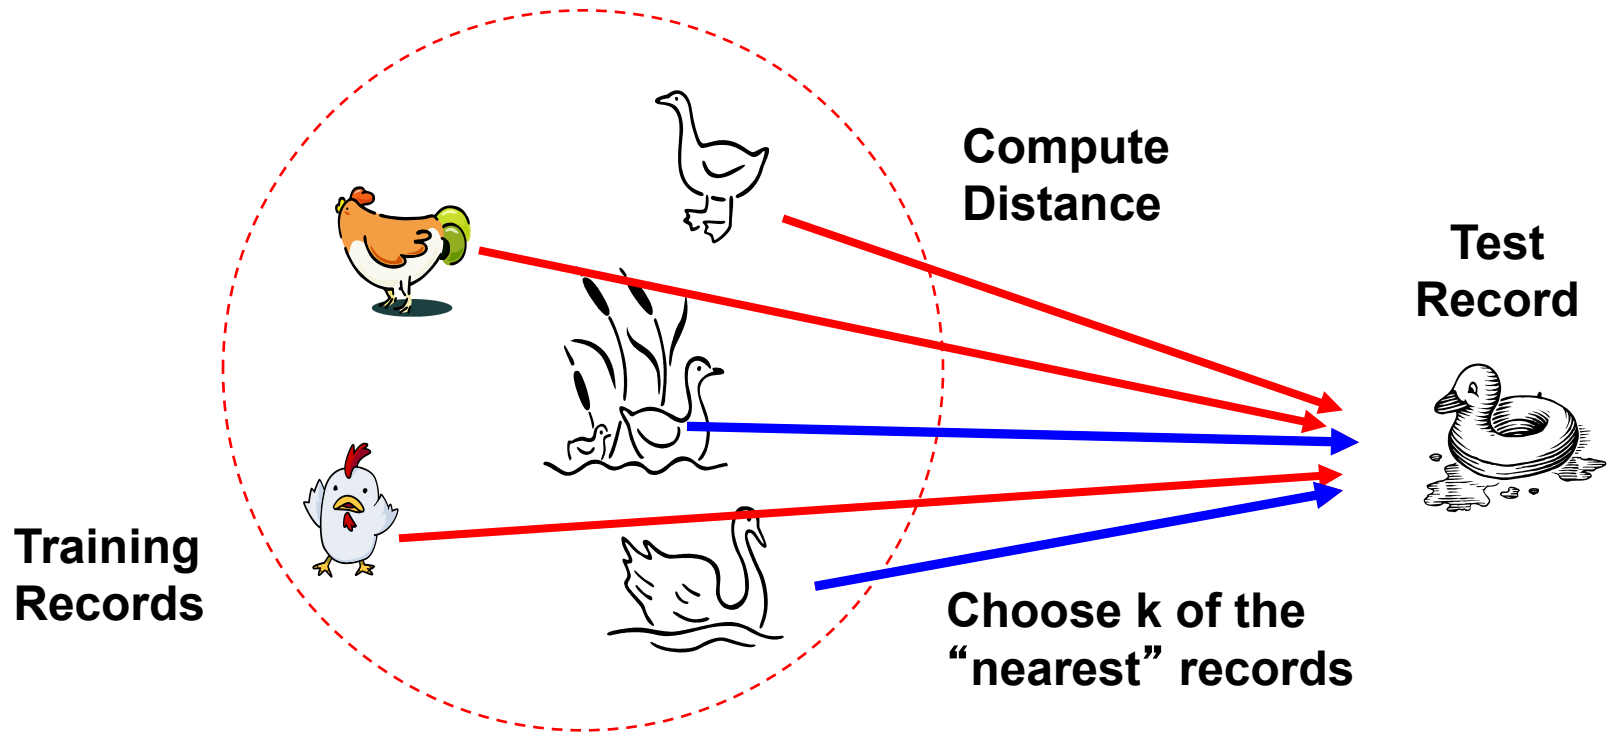 Compute
Distance
Test
Record
Training
Records
Choose k of the
“nearest” records